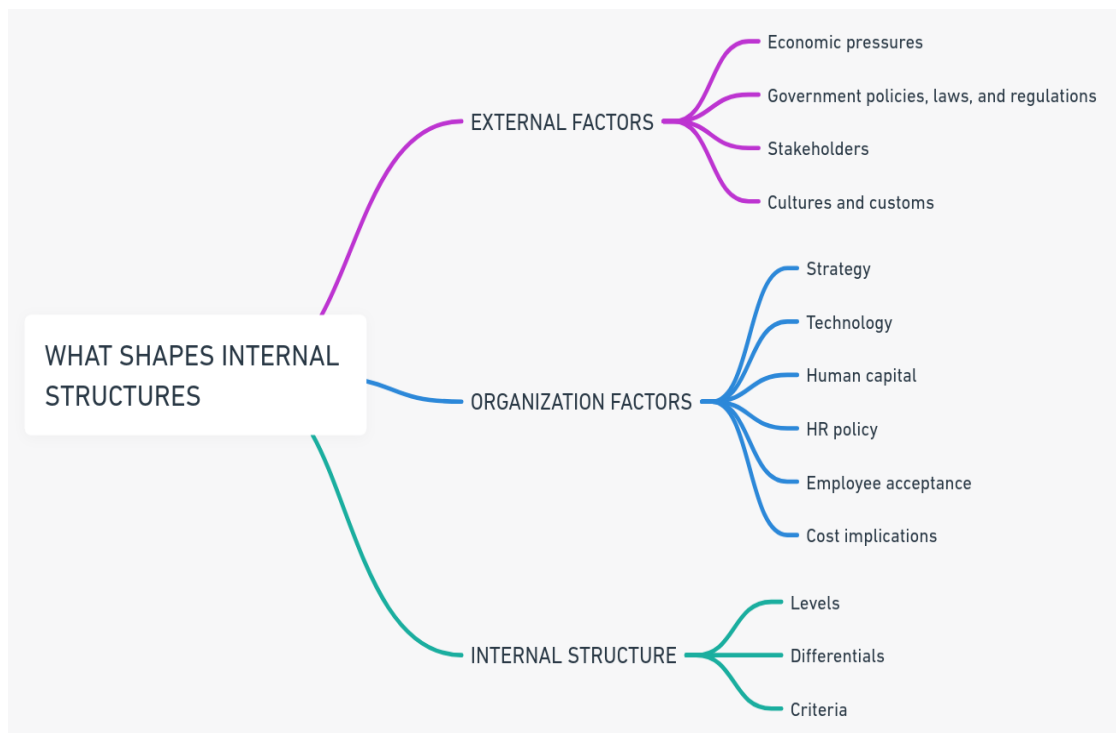 WHAT SHAPES INTERNAL
STRUCTURES
EXTERNAL FACTORS
Economic pressures
Government policies, laws, and regulations
Stakeholders
Cultures and customs
ORGANIZATION FACTORS
Strategy
Technology
Human capital
HR policy
Employee acceptance
Cost implications
INTERNAL STRUCTURE
Levels
Differentials
Criteria